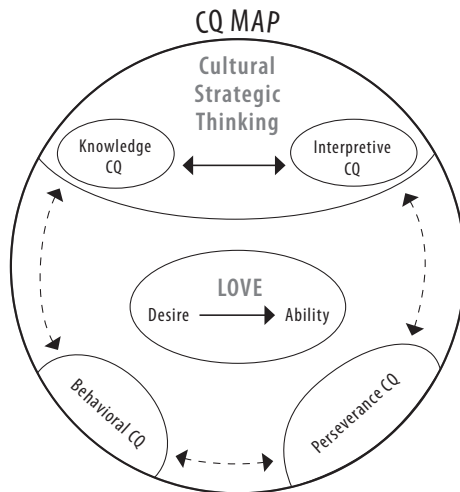 CQ MAP
Cultural
Strategic
Thinking
Knowledge
CQ
Interpretive
CQ
LOVE
Desire
Ability
Behavioral CQ
Perseverance CQ